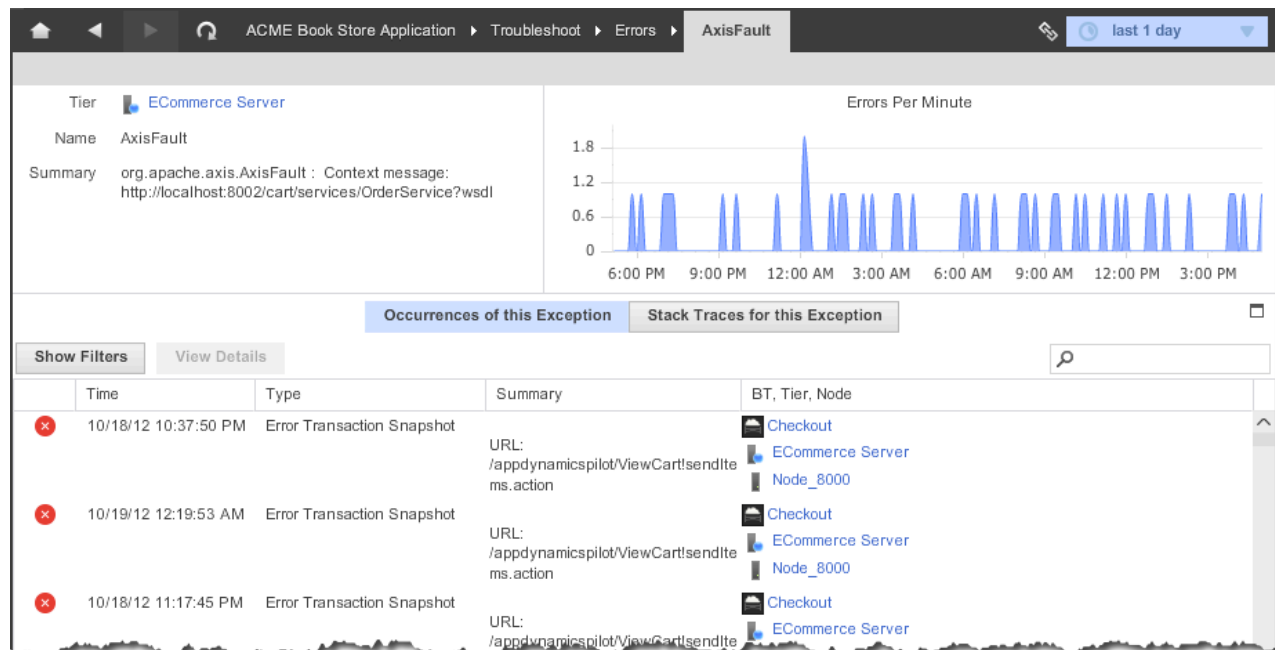 ACME Book Store Application Troubleshoot Errors AxisFault last 1 day
Tier ECommerce Server
Name AxisFault
Summary org.apache.axis.AxisFault : Context message:
http://localhost:8002/cart/services/OrderService?wsdl
Errors Per Minute
1.8
1.2
0.6
0
6:00 PM 9:00 PM 12:00 AM 3:00 AM 6:00 AM 9:00 AM 12:00 PM 3:00 PM
Occurrences of this Exception Stack Traces for this Exception
Show Filters View Details
Time Type Summary BT, Tier, Node
10/18/12 10:37:50 PM Error Transaction Snapshot Checkout
URL:
ECommerce Server
/appdynamicspilot/ViewCart!sendIte
ms.action
Node_8000
10/19/12 12:19:53 AM Error Transaction Snapshot Checkout
URL:
ECommerce Server
/appdynamicspilot/ViewCart!sendIte
ms.action
Node_8000
10/18/12 11:17:45 PM Error Transaction Snapshot Checkout
URL:
ECommerce Server
/appdynamicspilot/ViewCart!sendIte